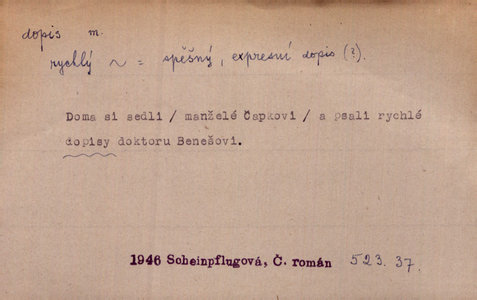 dopis m.
rychlý ~ = spěšný, expresní dopis (?).
Doma si sedli / manželé Čapkovi / a psali rychlé
dopisy doktoru Benešovi.
1946 Scheinpflugová, Č. román 523. 37.